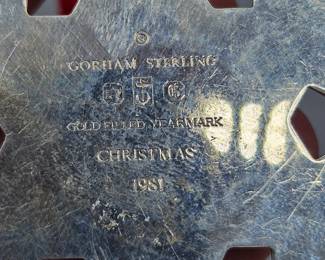 ©
GORHAM STERLING
GOLD FILLED YEARMARK
CHRISTMAS
1981